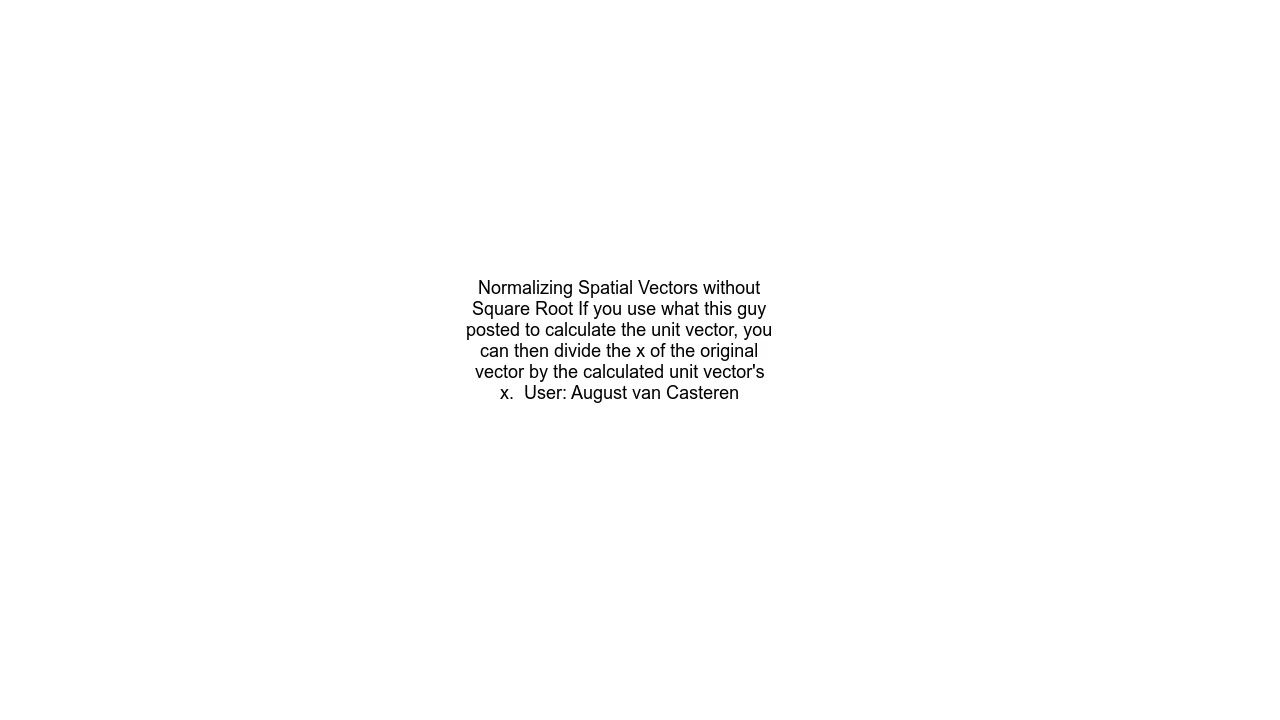 Normalizing Spatial Vectors without
Square Root If you use what this guy
posted to calculate the unit vector, you
can then divide the x of the original
vector by the calculated unit vector's
x.  User: August van Casteren